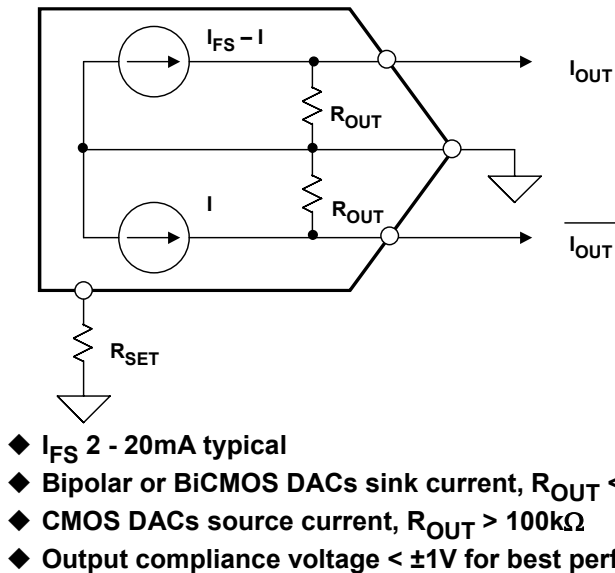 I_FS – I
I_OUT
R_OUT
I
R_OUT
I_OUT
R_SET
◆ I_FS 2 - 20mA typical
◆ Bipolar or BiCMOS DACs sink current, R_OUT <
◆ CMOS DACs source current, R_OUT > 100kΩ
◆ Output compliance voltage < ±1V for best